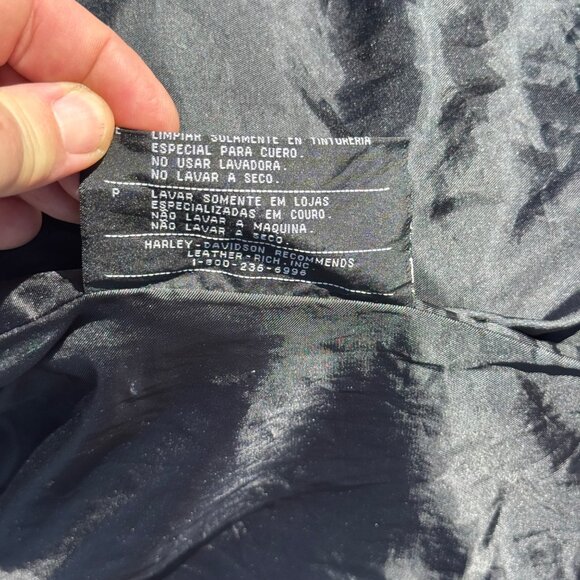 E LIMPIAR SOLAMENTE EN TINTORERIA
ESPECIAL PARA CUERO.
NO USAR LAVADORA.
NO LAVAR A SECO.
P LAVAR SOMENTE EM LOJAS
ESPECIALIZADAS EM COURO.
NÃO LAVAR A MAQUINA.
NÃO LAVAR A SECO.
HARLEY-DAVIDSON RECOMMENDS
LEATHER-RICH, INC
1-800-236-6996